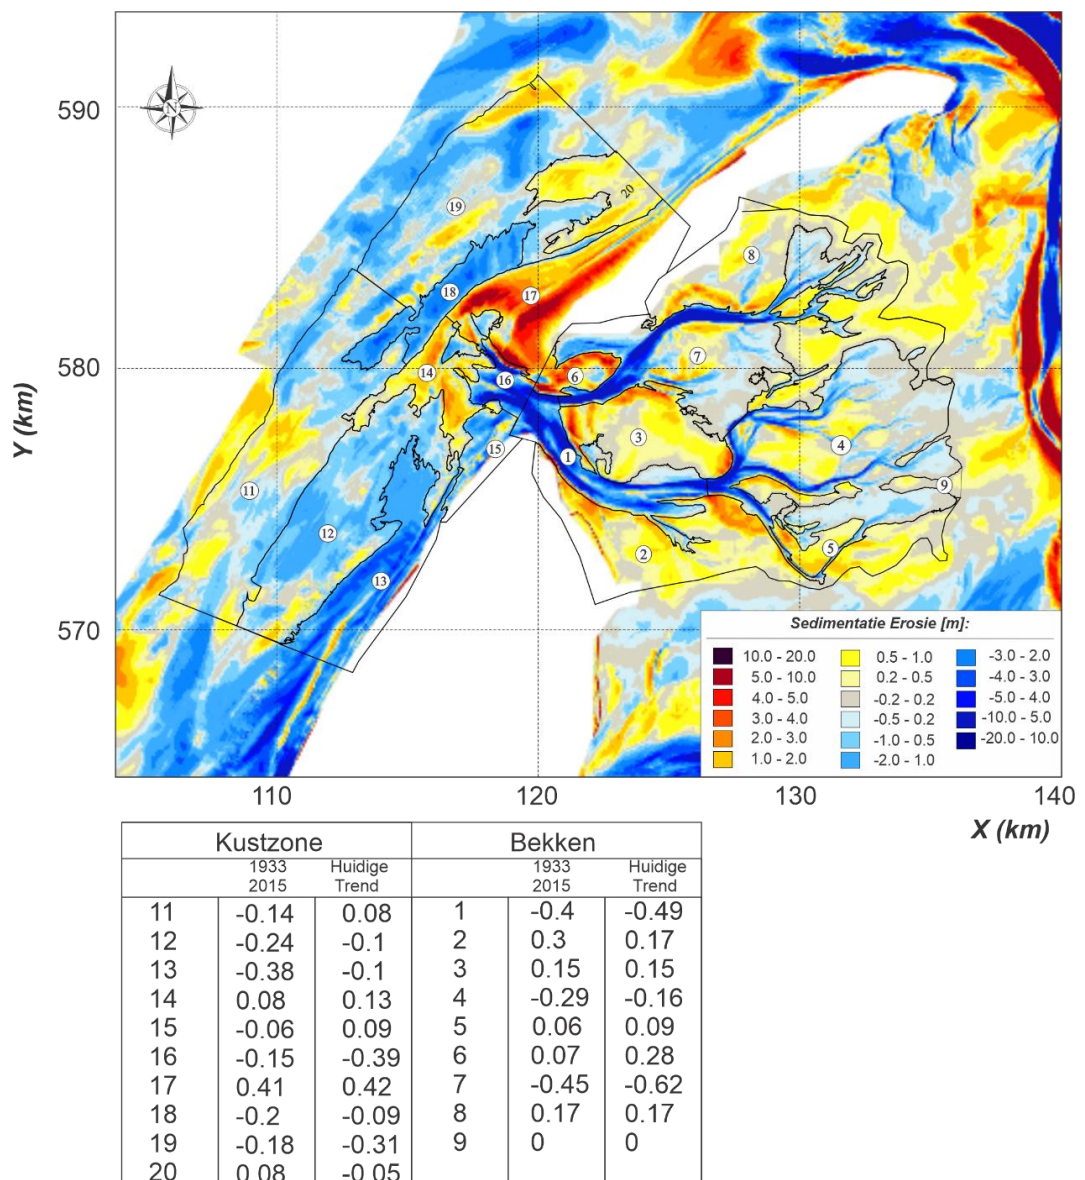 N
590
580
570
Y (km)
110
120
130
140
X (km)
20
19
18
17
16
15
14
13
12
11
8
7
6
3
1
4
9
5
2
Sedimentatie Erosie [m]:
10.0 - 20.0 0.5 - 1.0 -3.0 - 2.0
5.0 - 10.0 0.2 - 0.5 -4.0 - 3.0
4.0 - 5.0 -0.2 - 0.2 -5.0 - 4.0
3.0 - 4.0 -0.5 - 0.2 -10.0 - 5.0
2.0 - 3.0 -1.0 - 0.5 -20.0 - 10.0
1.0 - 2.0 -2.0 - 1.0
Kustzone Bekken
1933 Huidige 1933 Huidige
2015 Trend 2015 Trend
11 -0.14 0.08 1 -0.4 -0.49
12 -0.24 -0.1 2 0.3 0.17
13 -0.38 -0.1 3 0.15 0.15
14 0.08 0.13 4 -0.29 -0.16
15 -0.06 0.09 5 0.06 0.09
16 -0.15 -0.39 6 0.07 0.28
17 0.41 0.42 7 -0.45 -0.62
18 -0.2 -0.09 8 0.17 0.17
19 -0.18 -0.31 9 0 0
20 0.08 -0.05